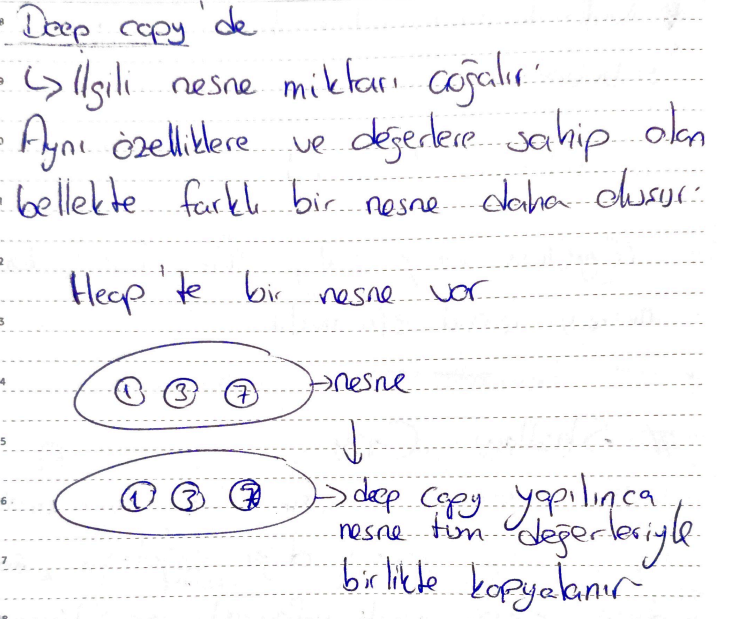 Deep copy'de
↳ İlgili nesne miktarı çoğalır.
Aynı özelliklere ve değerlere sahip olan
bellekte farklı bir nesne daha oluşur.
Heap'te bir nesne var
1 3 7 → nesne
↓
1 3 7 → deep copy yapılınca,
nesne tüm değerleriyle
birlikte kopyalanır